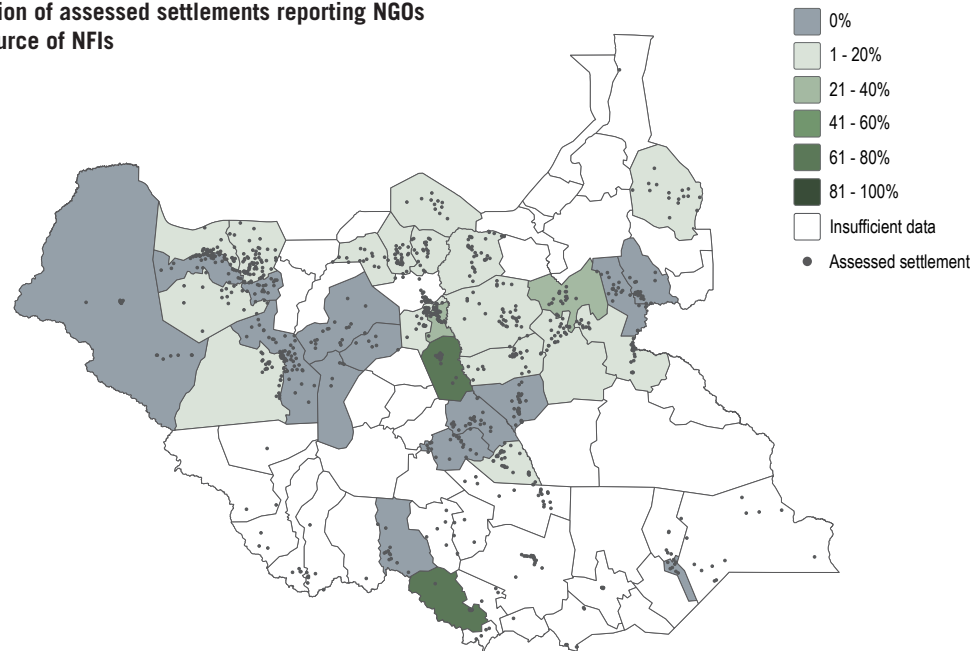 ion of assessed settlements reporting NGOs
urce of NFIs
0%
1 - 20%
21 - 40%
41 - 60%
61 - 80%
81 - 100%
Insufficient data
Assessed settlement